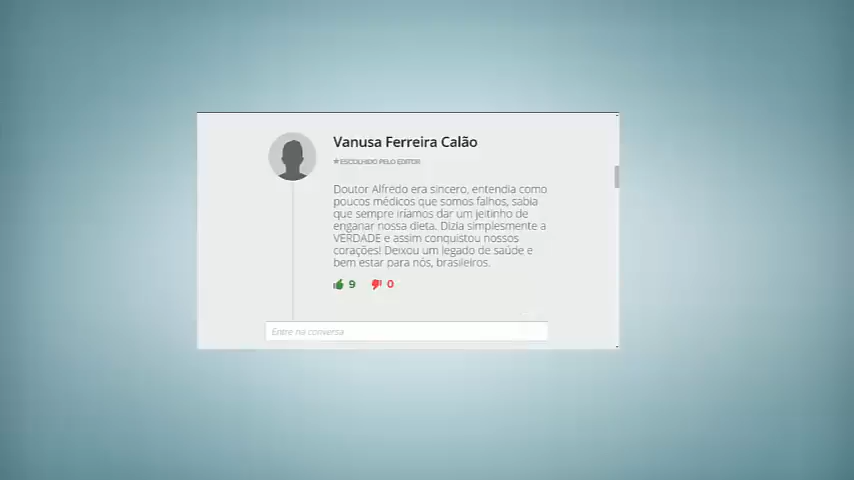 Vanusa Ferreira Calão
★ ESCOLHIDO PELO EDITOR
Doutor Alfredo era sincero, entendia como
poucos médicos que somos falhos, sabia
que sempre iríamos dar um jeitinho de
enganar nossa dieta. Dizia simplesmente a
VERDADE e assim conquistou nossos
corações! Deixou um legado de saúde e
bem estar para nós, brasileiros.
9 0
Entre na conversa